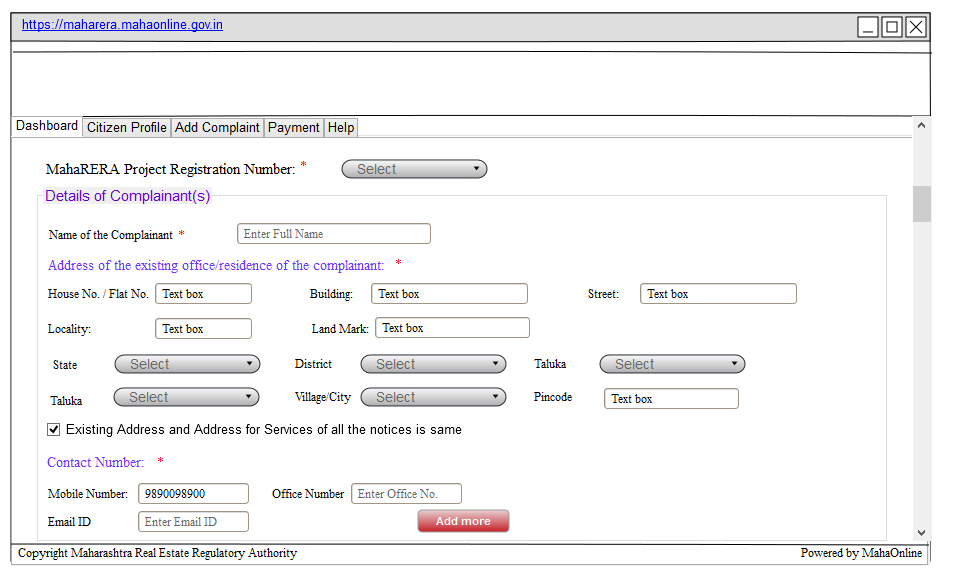 https://maharera.mahaonline.gov.in
Dashboard Citizen Profile Add Complaint Payment Help
MahaRERA Project Registration Number: * Select
Details of Complainant(s)
Name of the Complainant * Enter Full Name
Address of the existing office/residence of the complainant: *
House No. / Flat No. Text box Building: Text box Street: Text box
Locality: Text box Land Mark: Text box
State Select District Select Taluka Select
Taluka Select Village/City Select Pincode Text box
Existing Address and Address for Services of all the notices is same
Contact Number: *
Mobile Number: 9890098900 Office Number Enter Office No.
Email ID Enter Email ID Add more
Copyright Maharashtra Real Estate Regulatory Authority Powered by MahaOnline